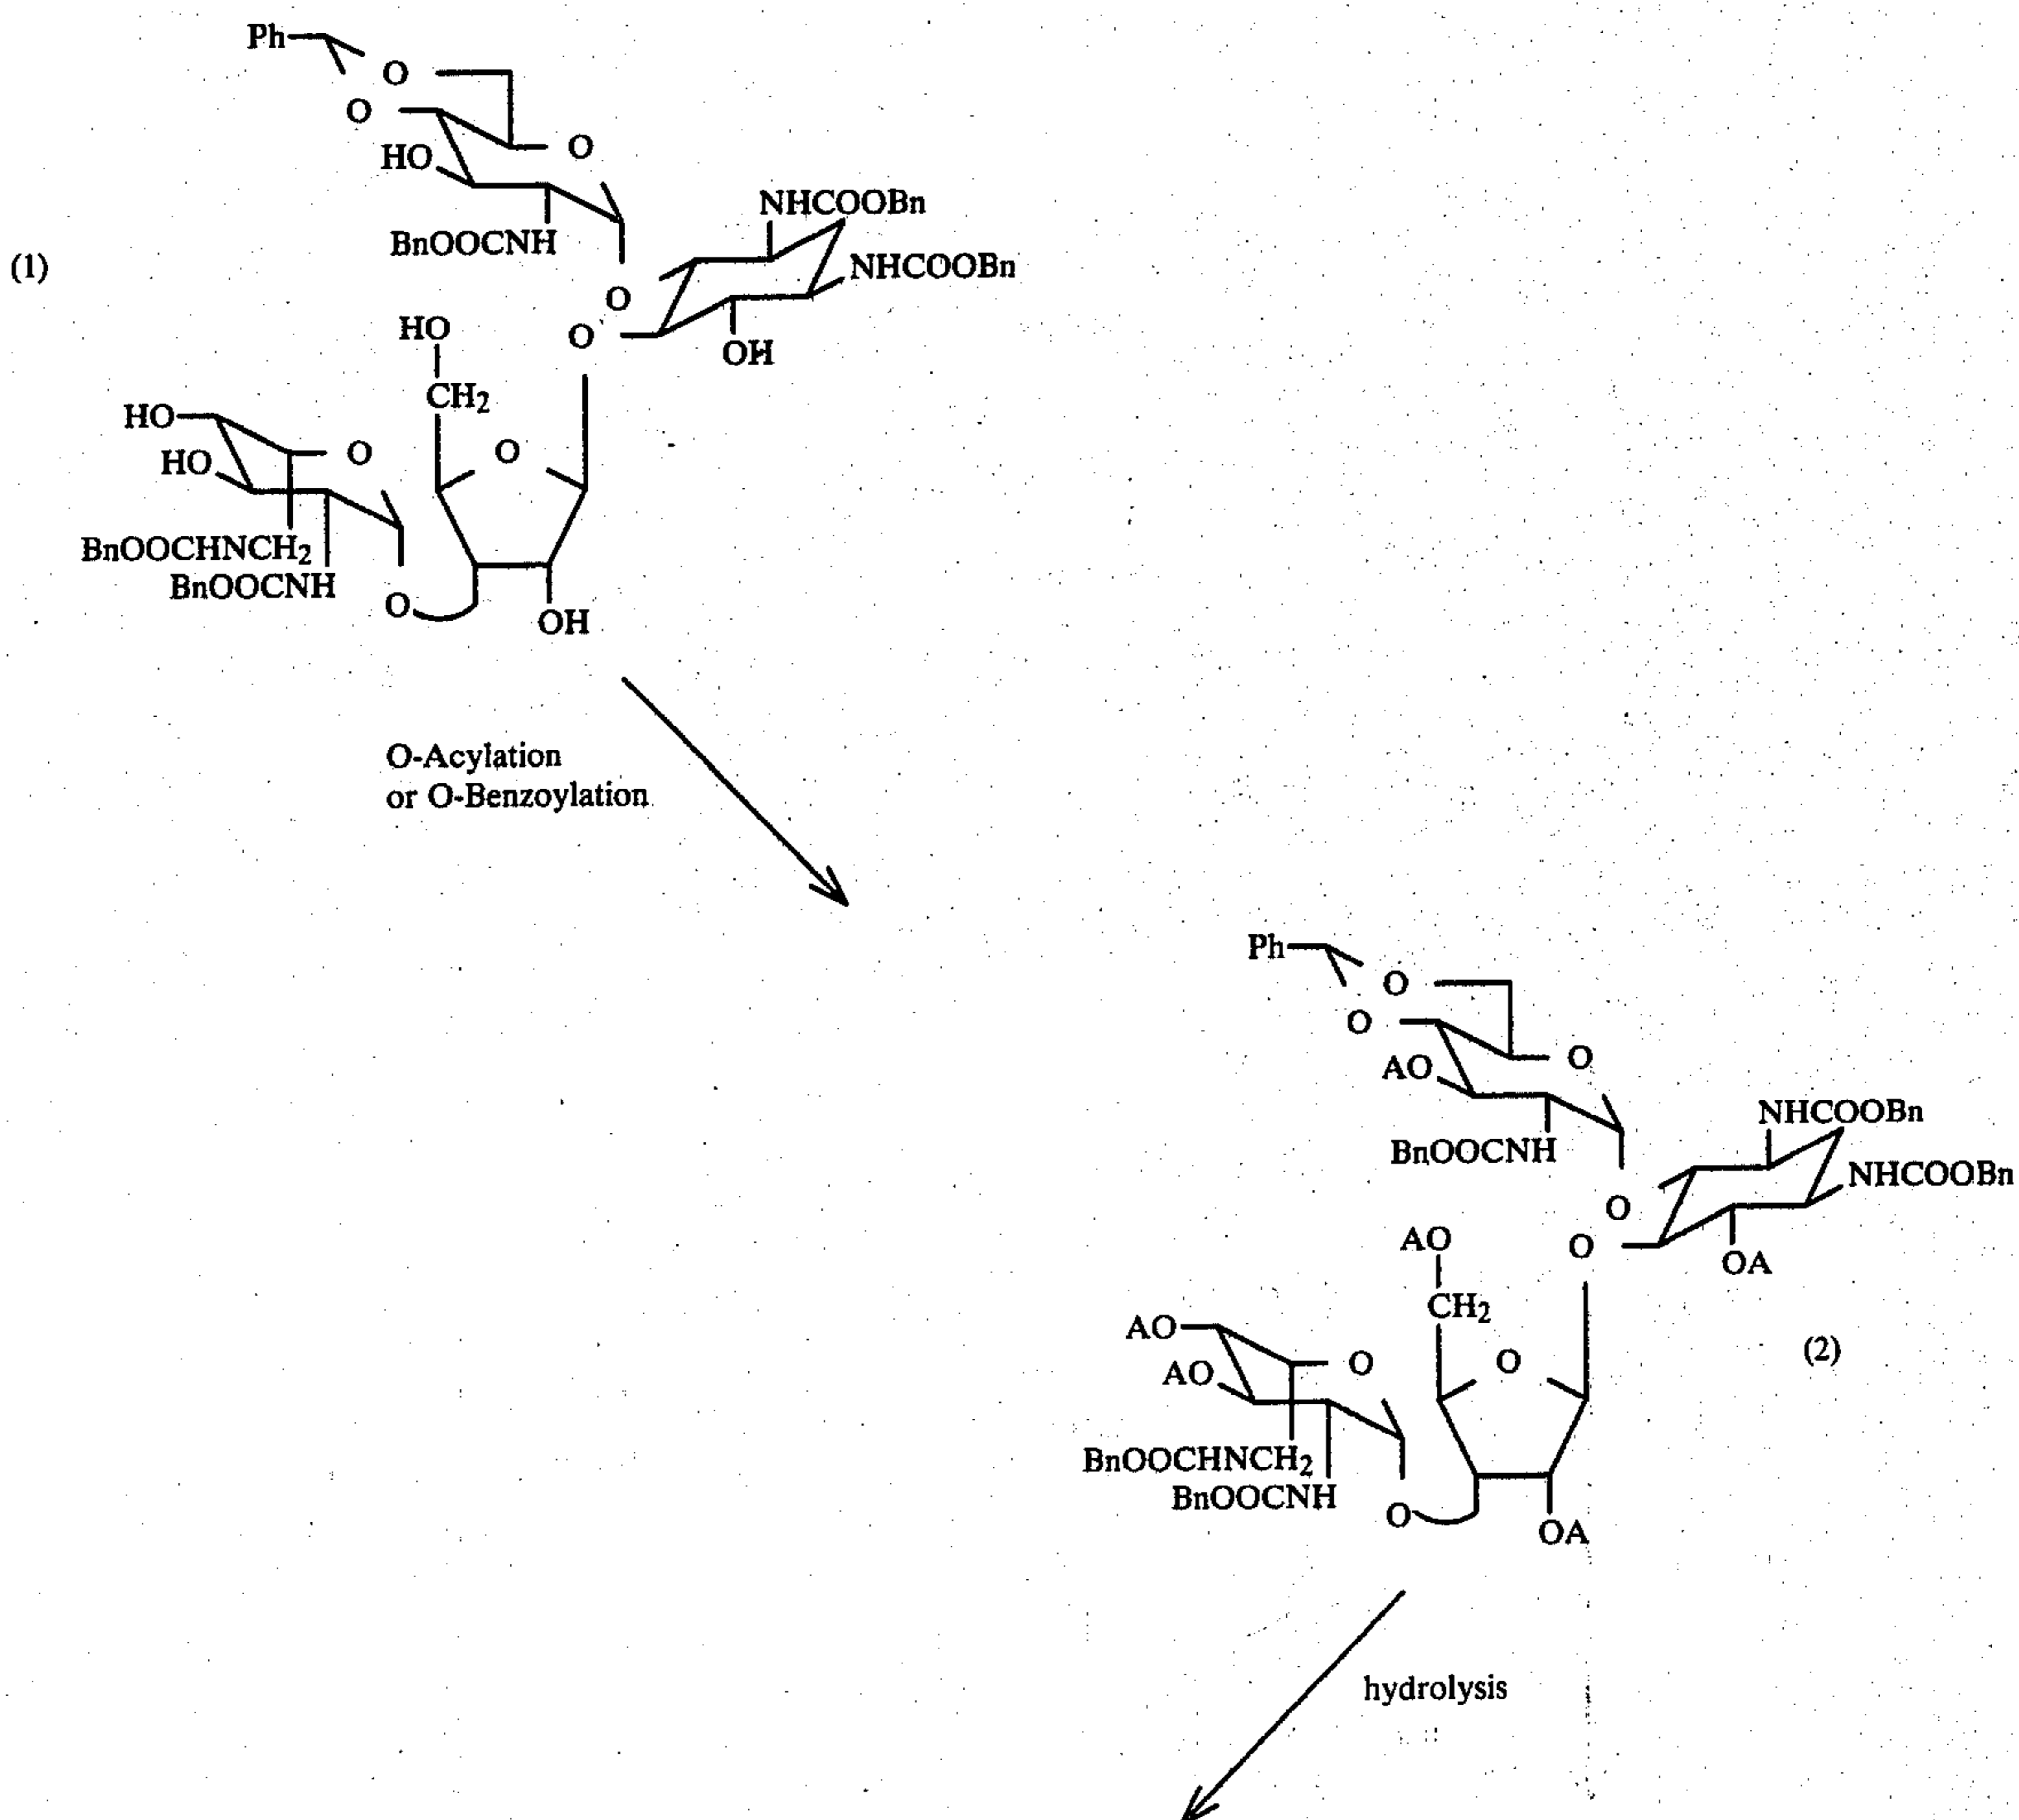 Ph
O
O
O
HO
NHCOOBn
BnOOCNH
(1)
NHCOOBn
O
HO
O
OH
CH2
HO
O
O
HO
BnOOCHNCH2
BnOOCNH
O
OH
O-Acylation
or O-Benzoylation
Ph
O
O
O
AO
NHCOOBn
BnOOCNH
NHCOOBn
O
AO
O
OA
CH2
AO
(2)
O
O
AO
BnOOCHNCH2
BnOOCNH
O
OA
hydrolysis